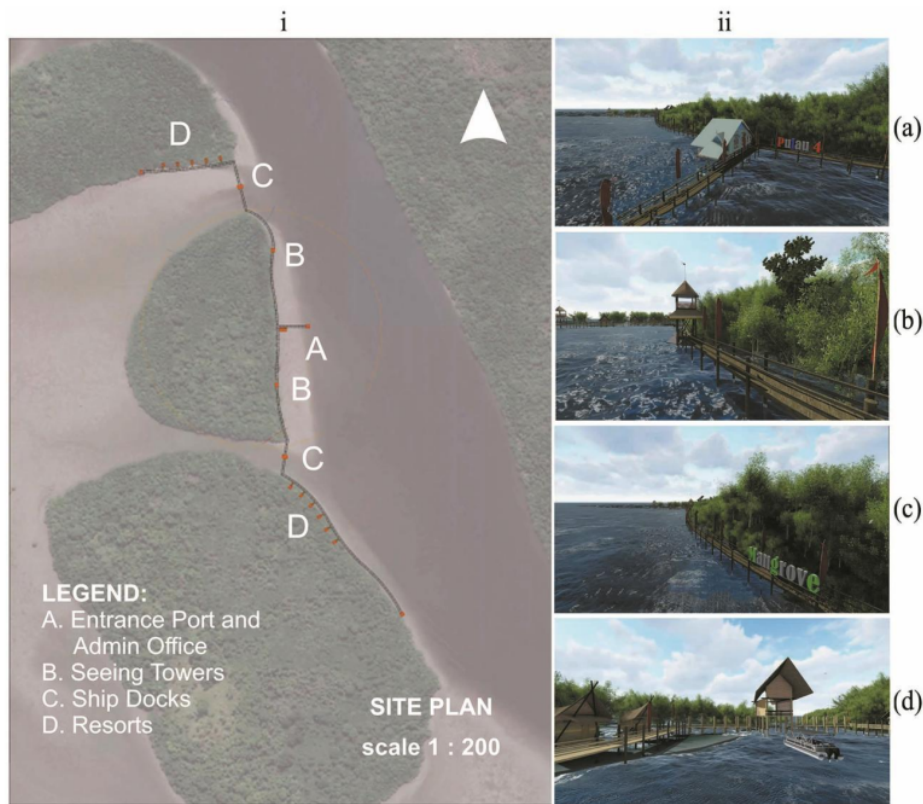 i
ii
D
C
B
A
B
C
D
LEGEND:
A. Entrance Port and
Admin Office
B. Seeing Towers
C. Ship Docks
D. Resorts
SITE PLAN
scale 1 : 200
Pulau 4
(a)
(b)
Mangrove
(c)
(d)